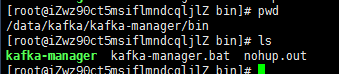 [root@iZwz90ct5msiflmndcqljlZ bin]# pwd
/data/kafka/kafka-manager/bin
[root@iZwz90ct5msiflmndcqljlZ bin]# ls
kafka-manager kafka-manager.bat nohup.out
[root@iZwz90ct5msiflmndcqljlZ bin]#